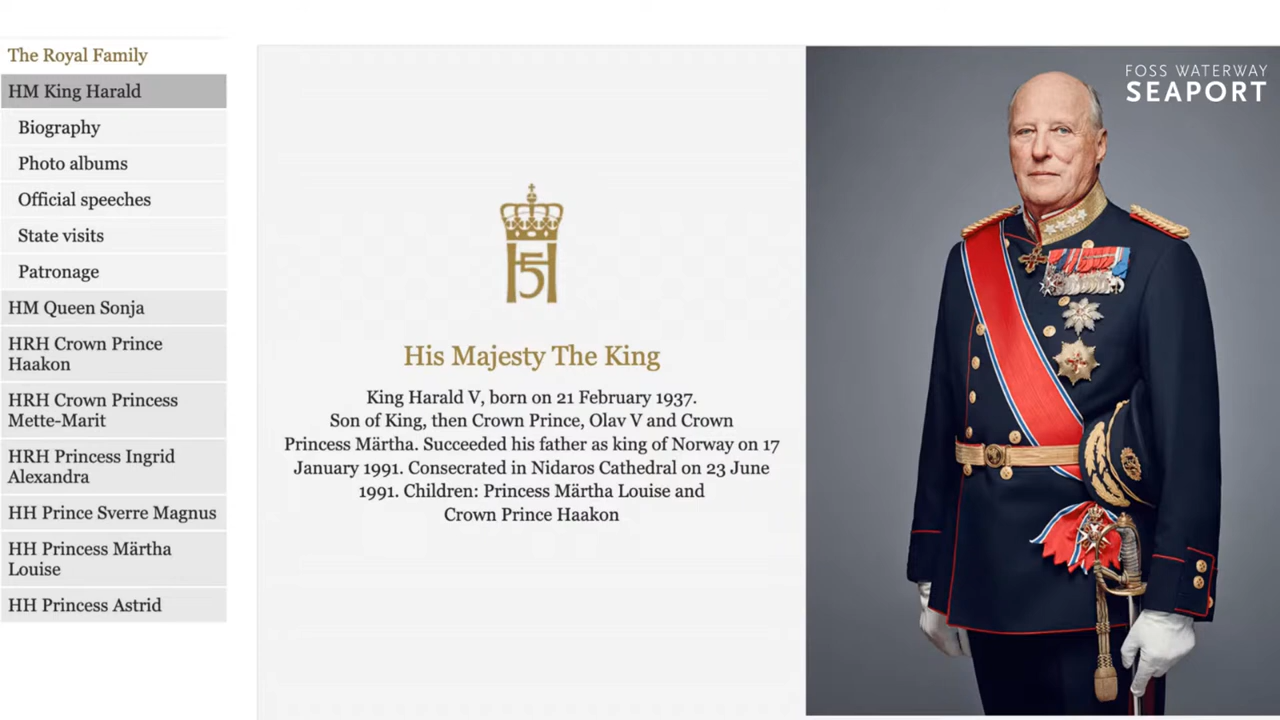 The Royal Family
HM King Harald
Biography
Photo albums
Official speeches
State visits
Patronage
HM Queen Sonja
HRH Crown Prince
Haakon
HRH Crown Princess
Mette-Marit
HRH Princess Ingrid
Alexandra
HH Prince Sverre Magnus
HH Princess Märtha
Louise
HH Princess Astrid
H5
His Majesty The King
King Harald V, born on 21 February 1937.
Son of King, then Crown Prince, Olav V and Crown
Princess Märtha. Succeeded his father as king of Norway on 17
January 1991. Consecrated in Nidaros Cathedral on 23 June
1991. Children: Princess Märtha Louise and
Crown Prince Haakon
FOSS WATERWAY
SEAPORT